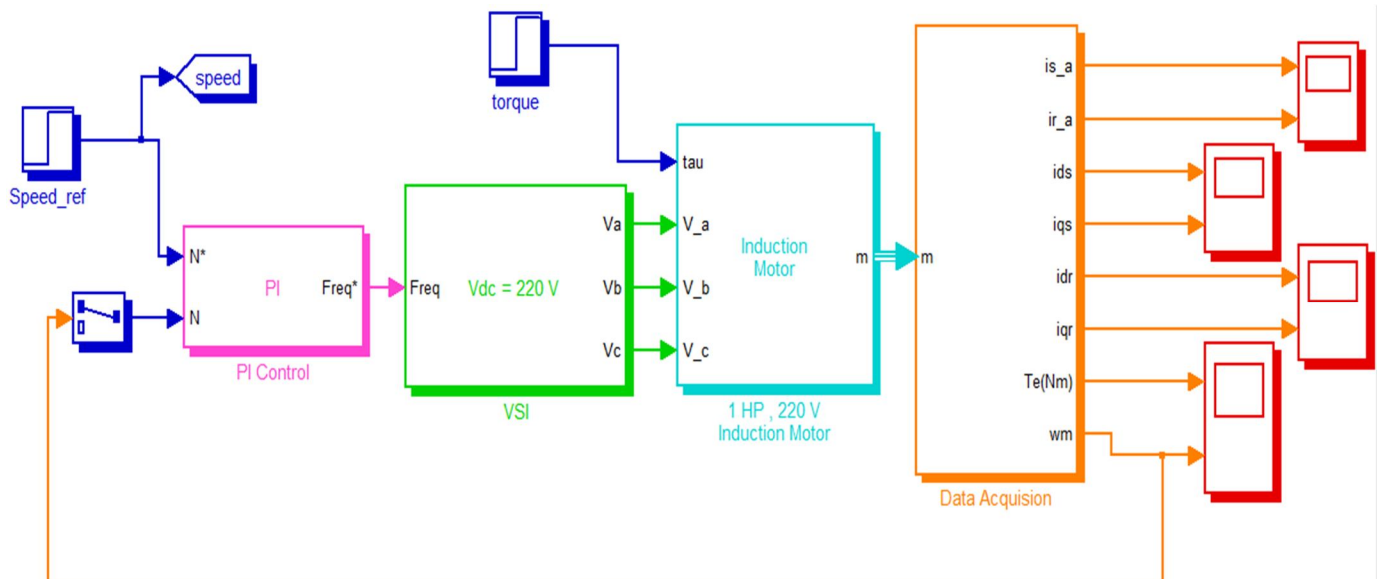 speed
Speed_ref
torque
N*
N
PI
Freq*
PI Control
Freq
Vdc = 220 V
Va
Vb
Vc
VSI
tau
V_a
V_b
V_c
Induction
Motor
m
1 HP , 220 V
Induction Motor
m
is_a
ir_a
ids
iqs
idr
iqr
Te(Nm)
wm
Data Acquision